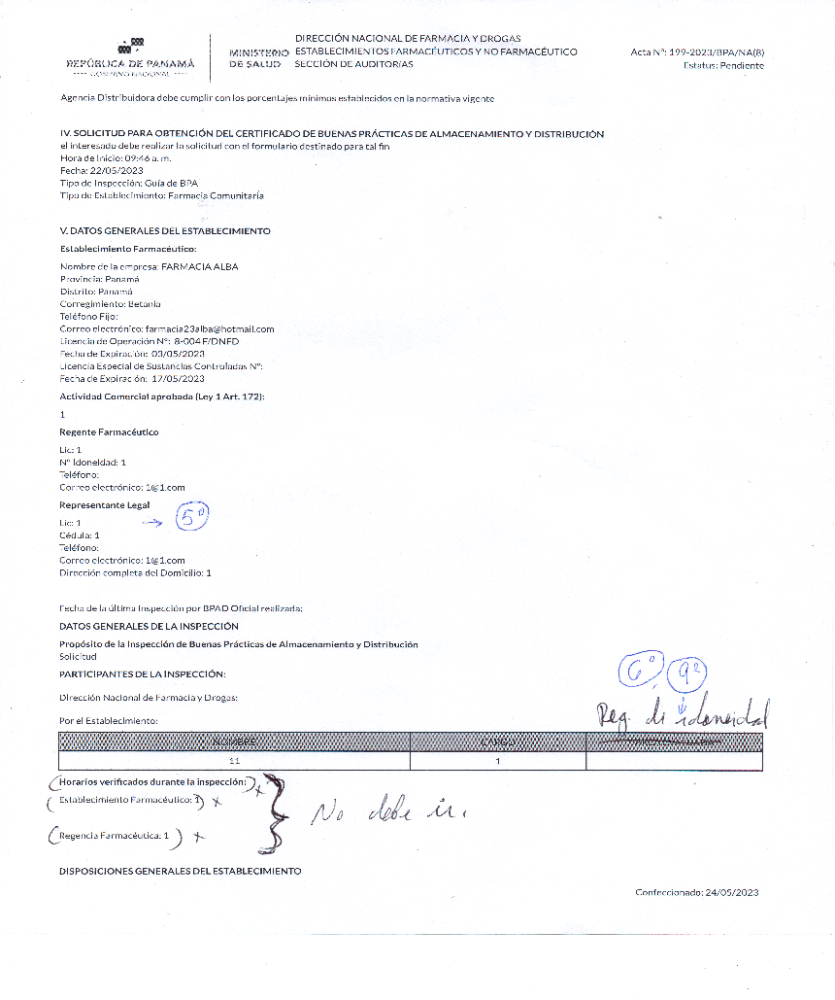 REPÚBLICA DE PANAMÁ
---- GOBIERNO NACIONAL ----
MINISTERIO
DE SALUD
DIRECCIÓN NACIONAL DE FARMACIA Y DROGAS
ESTABLECIMIENTOS FARMACÉUTICOS Y NO FARMACÉUTICO
SECCIÓN DE AUDITORÍAS
Acta N°: 199-2023/BPA/NA(8)
Estatus: Pendiente
Agencia Distribuidora debe cumplir con los porcentajes mínimos establecidos en la normativa vigente
IV. SOLICITUD PARA OBTENCIÓN DEL CERTIFICADO DE BUENAS PRÁCTICAS DE ALMACENAMIENTO Y DISTRIBUCIÓN
el interesado debe realizar la solicitud con el formulario destinado para tal fin
Hora de Inicio: 09:46 a. m.
Fecha: 22/05/2023
Tipo de Inspección: Guía de BPA
Tipo de Establecimiento: Farmacia Comunitaria
V. DATOS GENERALES DEL ESTABLECIMIENTO
Establecimiento Farmacéutico:
Nombre de la empresa: FARMACIA ALBA
Provincia: Panamá
Distrito: Panamá
Corregimiento: Betania
Teléfono Fijo:
Correo electrónico: farmacia23alba@hotmail.com
Licencia de Operación N°: 8-004 F/DNFD
Fecha de Expiración: 03/05/2023
Licencia Especial de Sustancias Controladas N°:
Fecha de Expiración: 17/05/2023
Actividad Comercial aprobada (Ley 1 Art. 172):
1
Regente Farmacéutico
Lic: 1
N° Idoneidad: 1
Teléfono:
Correo electrónico: 1@1.com
Representante Legal
Lic: 1 → 5º
Cédula: 1
Teléfono:
Correo electrónico: 1@1.com
Dirección completa del Domicilio: 1
Fecha de la última Inspección por BPAD Oficial realizada:
DATOS GENERALES DE LA INSPECCIÓN
Propósito de la Inspección de Buenas Prácticas de Almacenamiento y Distribución
Solicitud
PARTICIPANTES DE LA INSPECCIÓN:
6º 9º
Dirección Nacional de Farmacia y Drogas:
Reg. de idoneidad
Por el Establecimiento:
NOMBRE CARGO
11 1
(Horarios verificados durante la inspección:) x
(Establecimiento Farmacéutico: 1) x
No debe ir.
(Regencia Farmacéutica: 1) x
DISPOSICIONES GENERALES DEL ESTABLECIMIENTO
Confeccionado: 24/05/2023